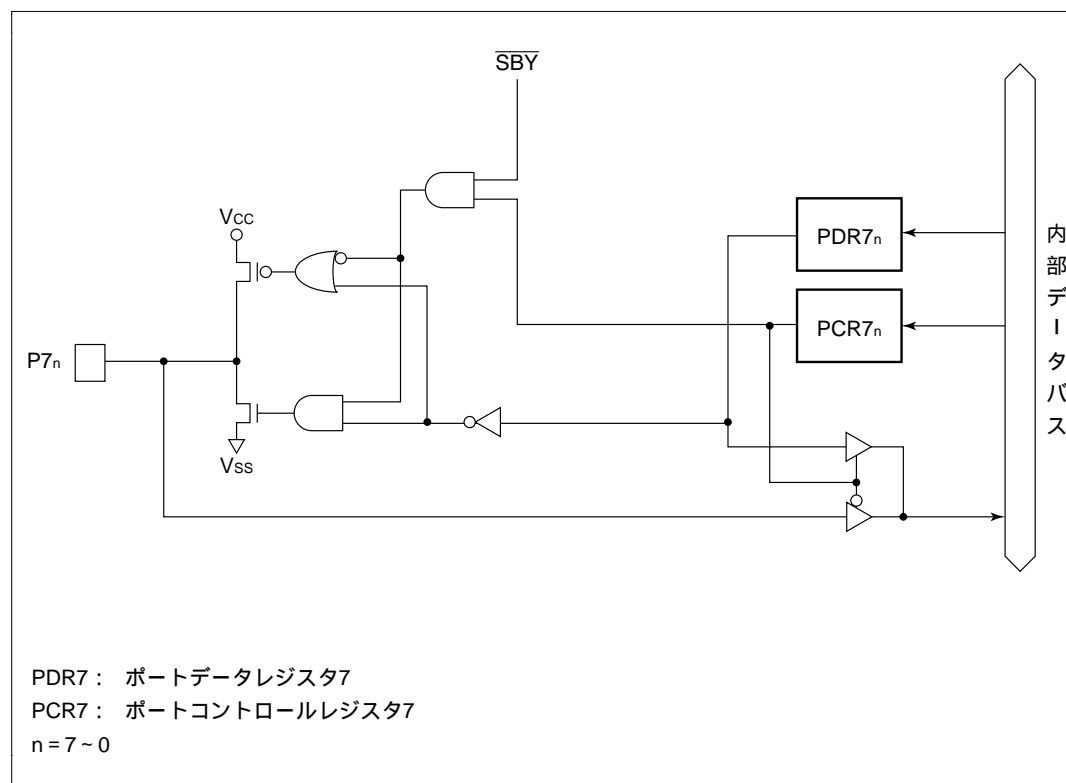 SBY
VCC
PDR7n
PCR7n
P7n
VSS
内部データバス
PDR7： ポートデータレジスタ7
PCR7： ポートコントロールレジスタ7
n = 7 ~ 0